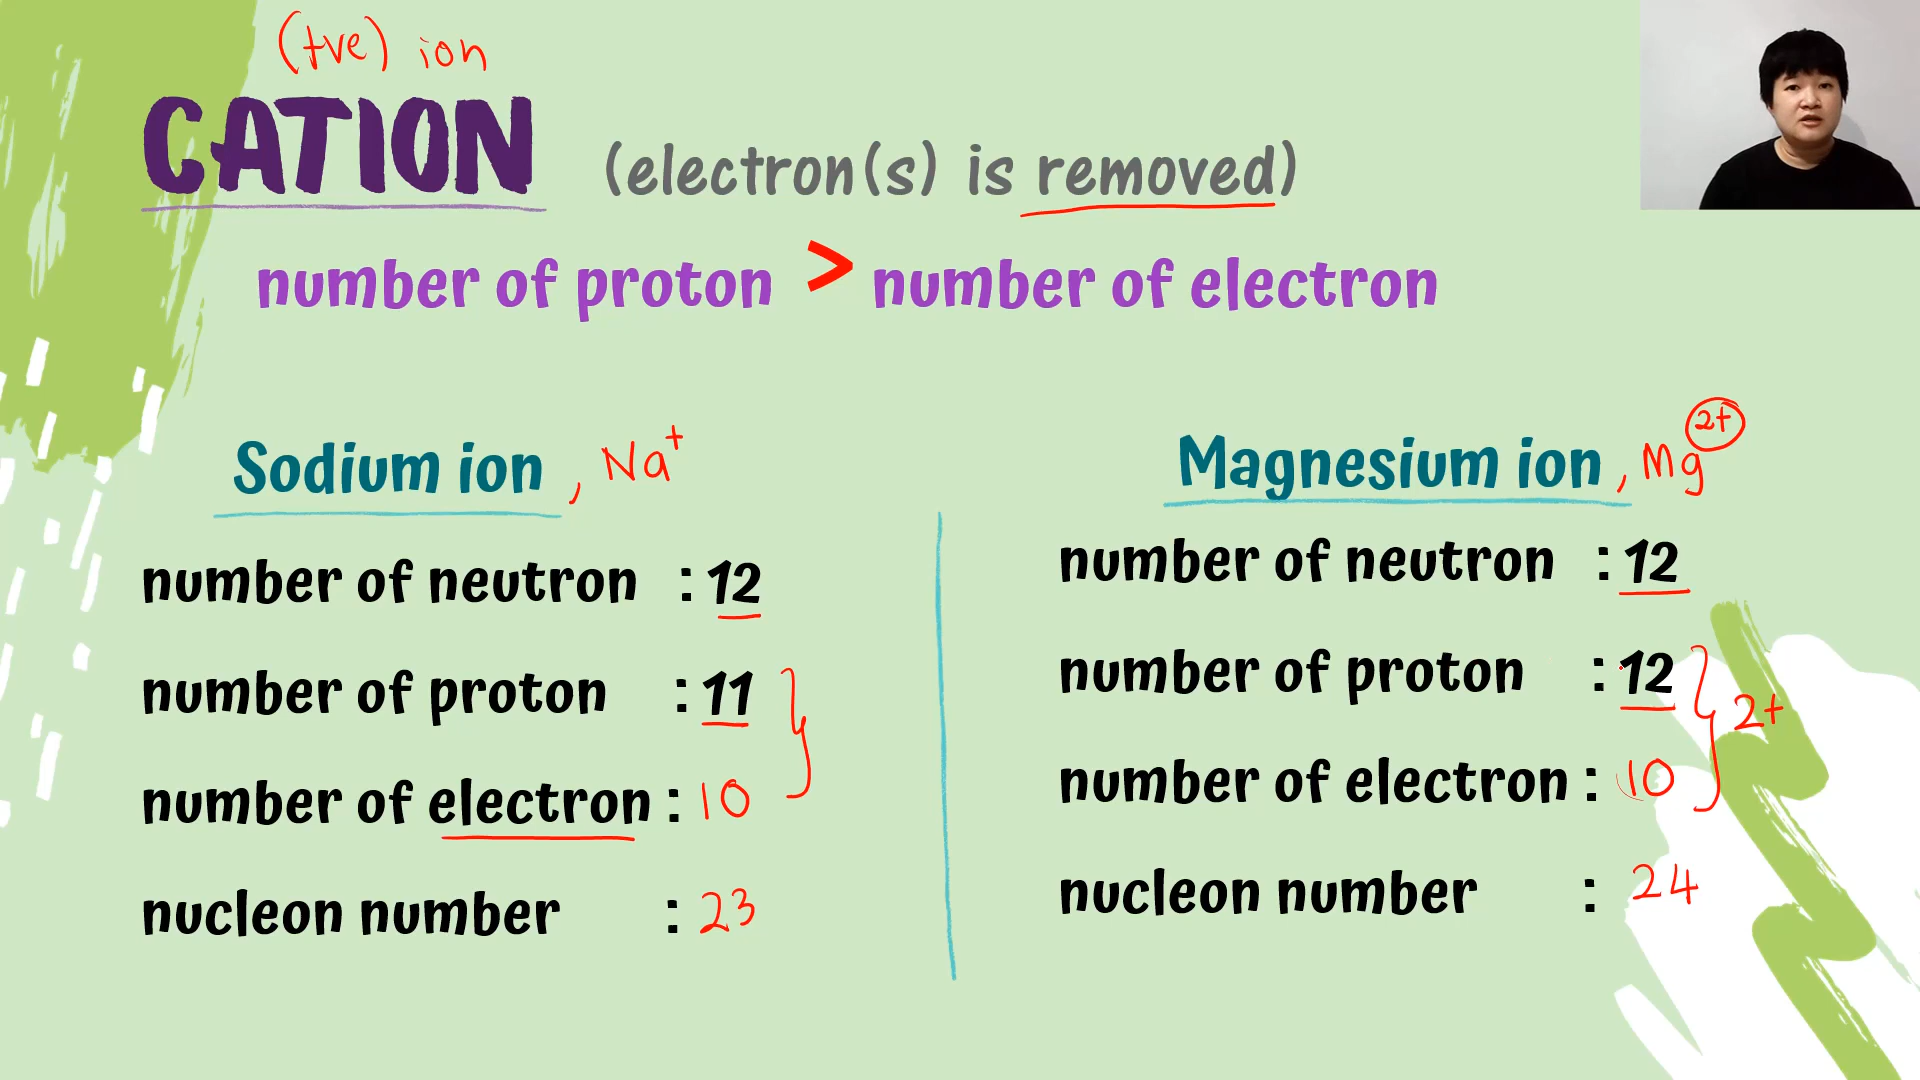 (+ve) ion
CATION (electron(s) is removed)
number of proton > number of electron
Sodium ion , Na⁺
number of neutron : 12
number of proton : 11
number of electron : 10
nucleon number : 23
Magnesium ion , Mg²⁺
number of neutron : 12
number of proton : 12
2+
number of electron : 10
nucleon number : 24